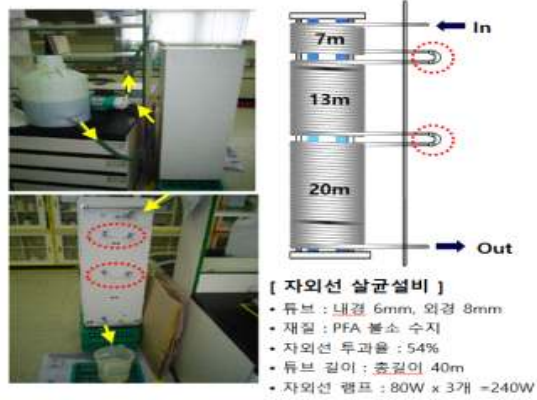 In
7m
13m
20m
Out
[ 자외선 살균설비 ]
• 튜브 : 내경 6mm, 외경 8mm
• 재질 : PFA 불소 수지
• 자외선 투과율 : 54%
• 튜브 길이 : 총길이 40m
• 자외선 램프 : 80W x 3개 =240W